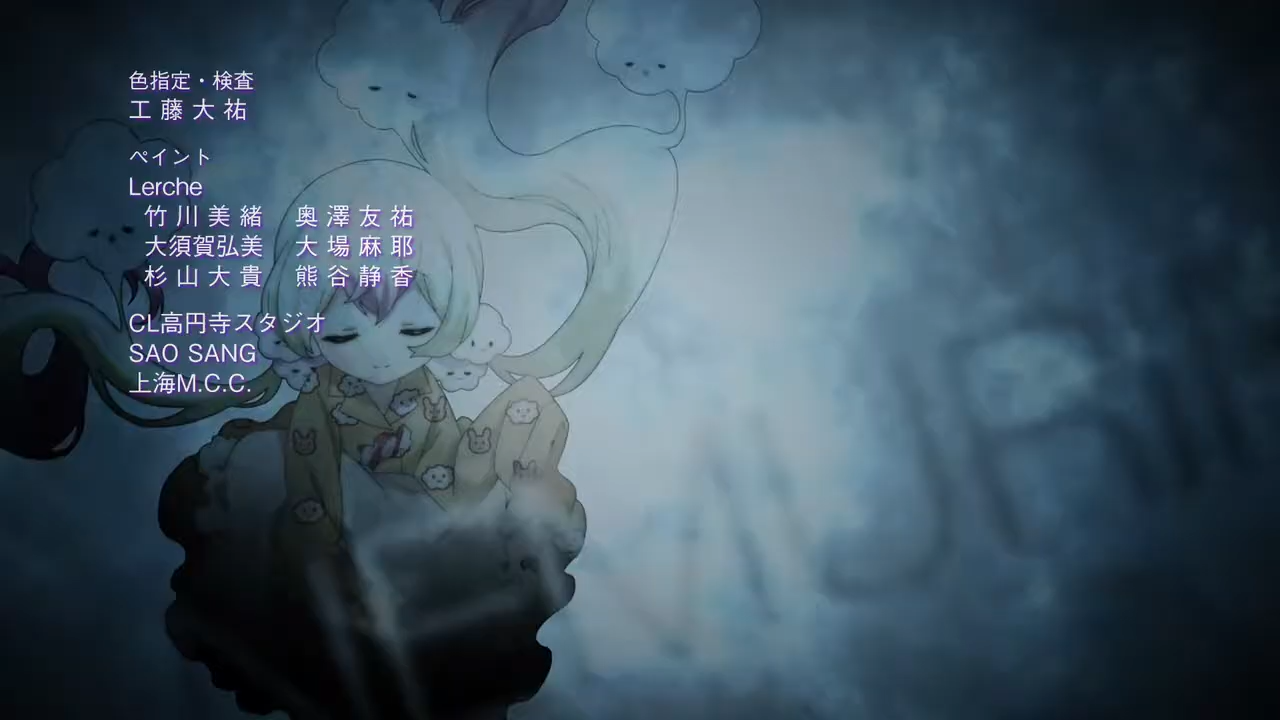 色指定・検査
工藤大祐
ペイント
Lerche
竹川美緒 奥澤友祐
大須賀弘美 大場麻耶
杉山大貴 熊谷静香
CL高円寺スタジオ
SAO SANG
上海M.C.C.